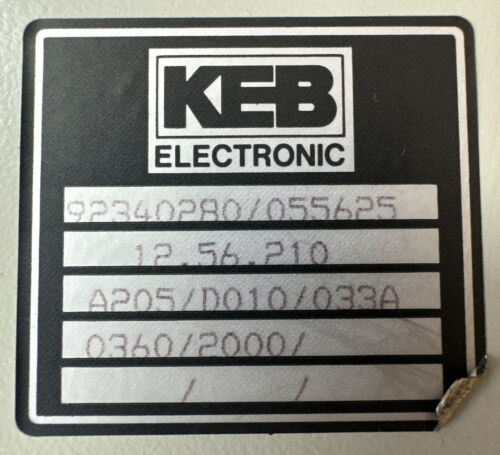 KEB
ELECTRONIC
92340280/055625
12.56.210
A205/D010/033A
0360/2000/
/ /